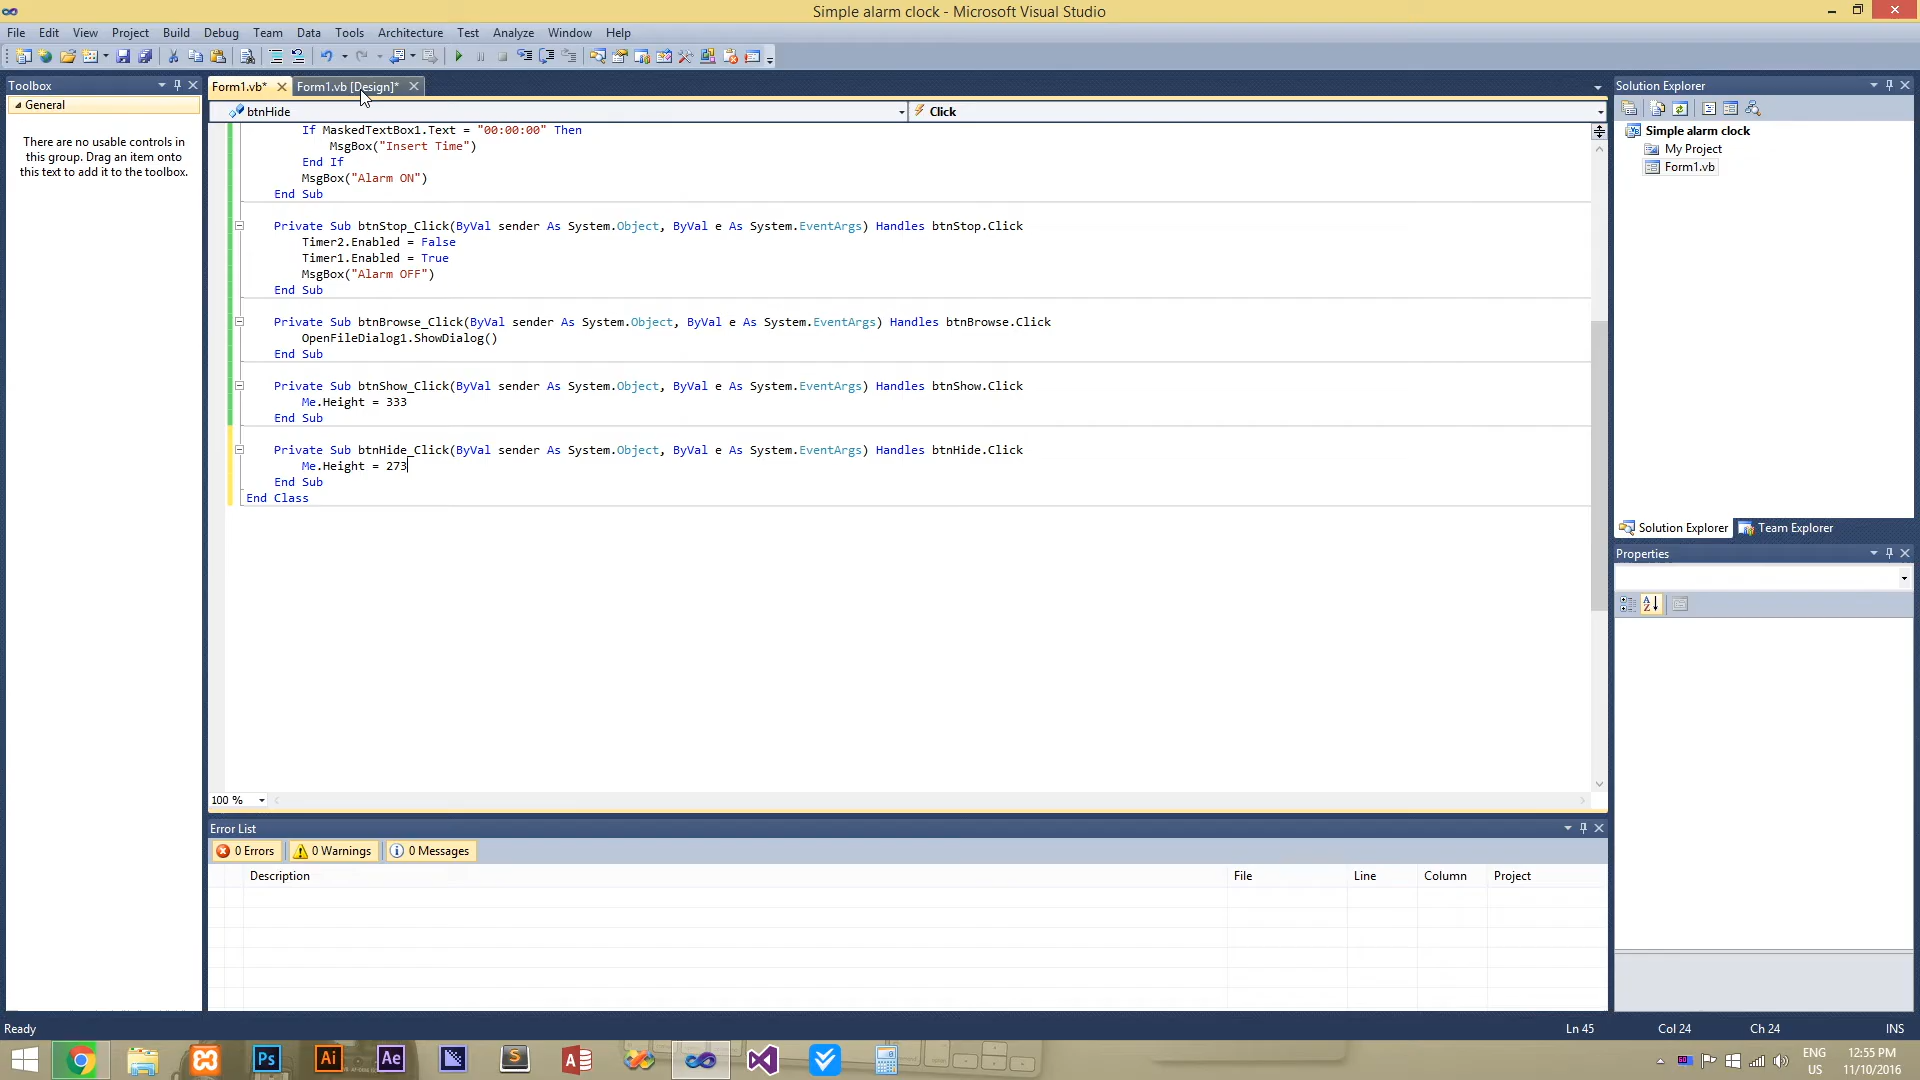 Simple alarm clock - Microsoft Visual Studio
File Edit View Project Build Debug Team Data Tools Architecture Test Analyze Window Help
Toolbox
General
There are no usable controls in
this group. Drag an item onto
this text to add it to the toolbox.
Form1.vb* Form1.vb [Design]*
btnHide Click
If MaskedTextBox1.Text = "00:00:00" Then
MsgBox("Insert Time")
End If
MsgBox("Alarm ON")
End Sub
Private Sub btnStop_Click(ByVal sender As System.Object, ByVal e As System.EventArgs) Handles btnStop.Click
Timer2.Enabled = False
Timer1.Enabled = True
MsgBox("Alarm OFF")
End Sub
Private Sub btnBrowse_Click(ByVal sender As System.Object, ByVal e As System.EventArgs) Handles btnBrowse.Click
OpenFileDialog1.ShowDialog()
End Sub
Private Sub btnShow_Click(ByVal sender As System.Object, ByVal e As System.EventArgs) Handles btnShow.Click
Me.Height = 333
End Sub
Private Sub btnHide_Click(ByVal sender As System.Object, ByVal e As System.EventArgs) Handles btnHide.Click
Me.Height = 273
End Sub
End Class
100 %
Solution Explorer
Simple alarm clock
My Project
Form1.vb
Solution Explorer Team Explorer
Properties
Error List
0 Errors 0 Warnings 0 Messages
Description File Line Column Project
Ready Ln 45 Col 24 Ch 24 INS
Ps Ai Ae S A
ENG
US
12:55 PM
11/10/2016